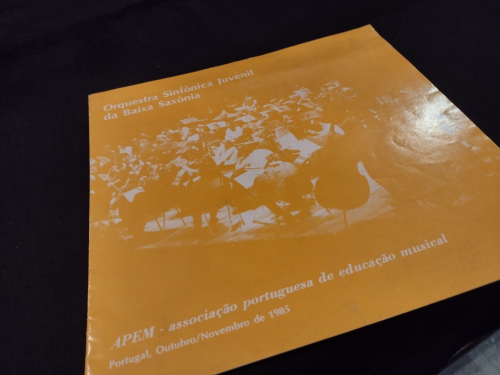 Orquestra Sinfónica Juvenil
da Baixa Saxónia
APEM - associação portuguesa de educação musical
Portugal, Outubro/Novembro de 1985